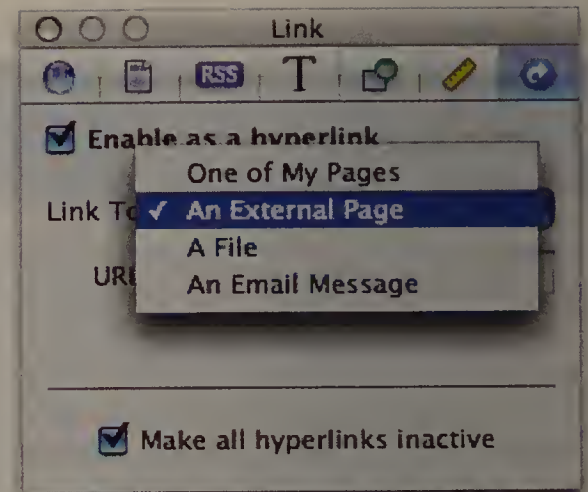 Link
RSS T
Enable as a hyperlink
One of My Pages
Link To ✓ An External Page
A File
URL
An Email Message
Make all hyperlinks inactive